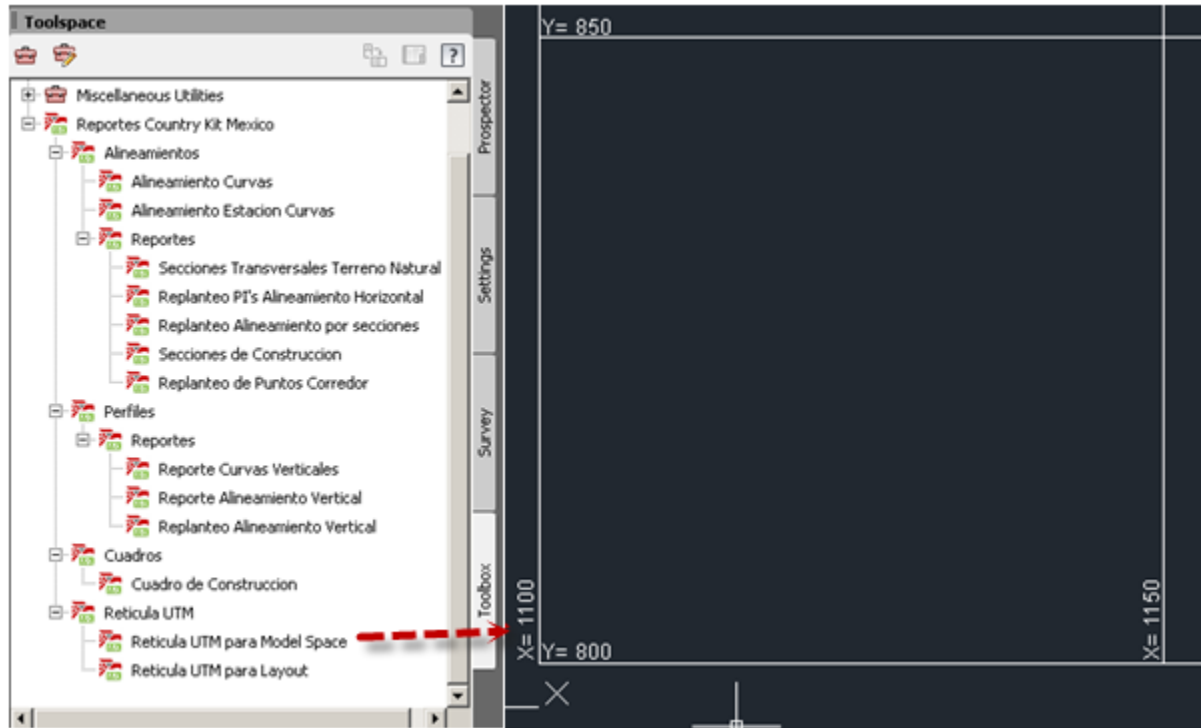 Toolspace
?
Miscellaneous Utilities
Reportes Country Kit Mexico
Alineamientos
Alineamiento Curvas
Alineamiento Estacion Curvas
Reportes
Secciones Transversales Terreno Natural
Replanteo PI's Alineamiento Horizontal
Replanteo Alineamiento por secciones
Secciones de Construccion
Replanteo de Puntos Corredor
Perfiles
Reportes
Reporte Curvas Verticales
Reporte Alineamiento Vertical
Replanteo Alineamiento Vertical
Cuadros
Cuadro de Construccion
Reticula UTM
Reticula UTM para Model Space
Reticula UTM para Layout
Prospector
Settings
Survey
Toolbox
Y= 850
X= 1100
X= 1150
Y= 800
X